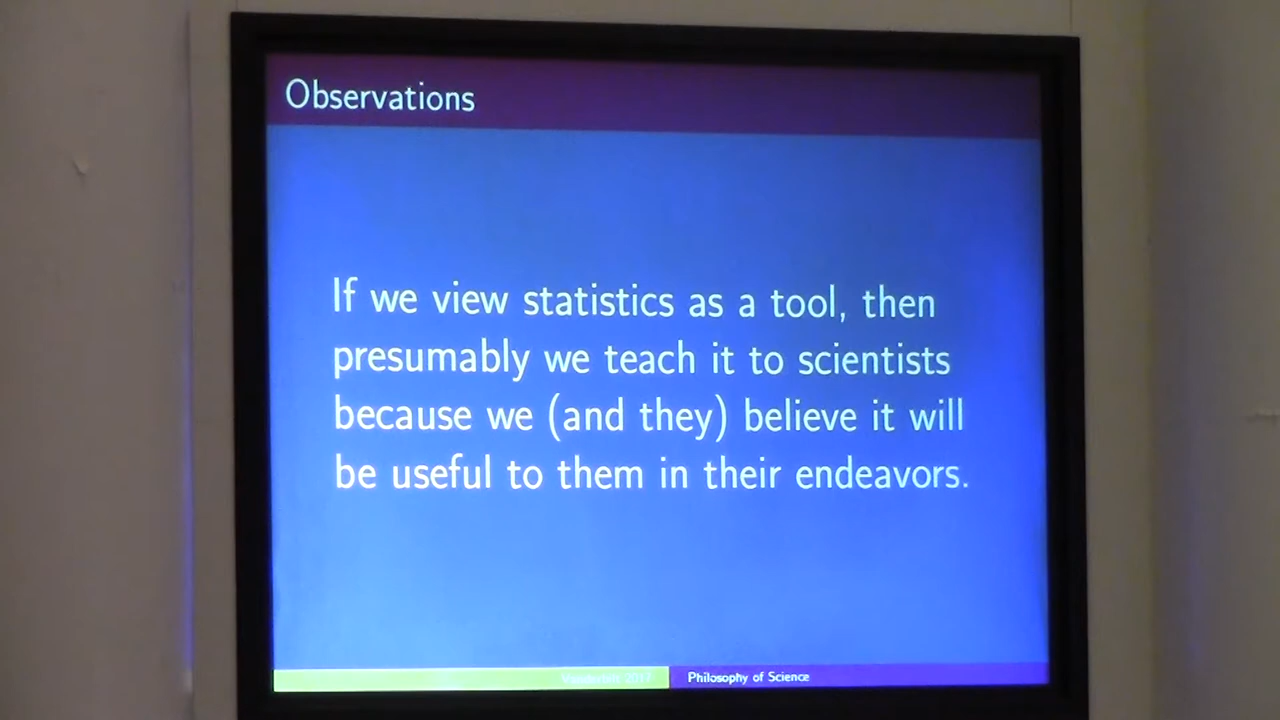 Observations
If we view statistics as a tool, then
presumably we teach it to scientists
because we (and they) believe it will
be useful to them in their endeavors.
2017
Philosophy of Science